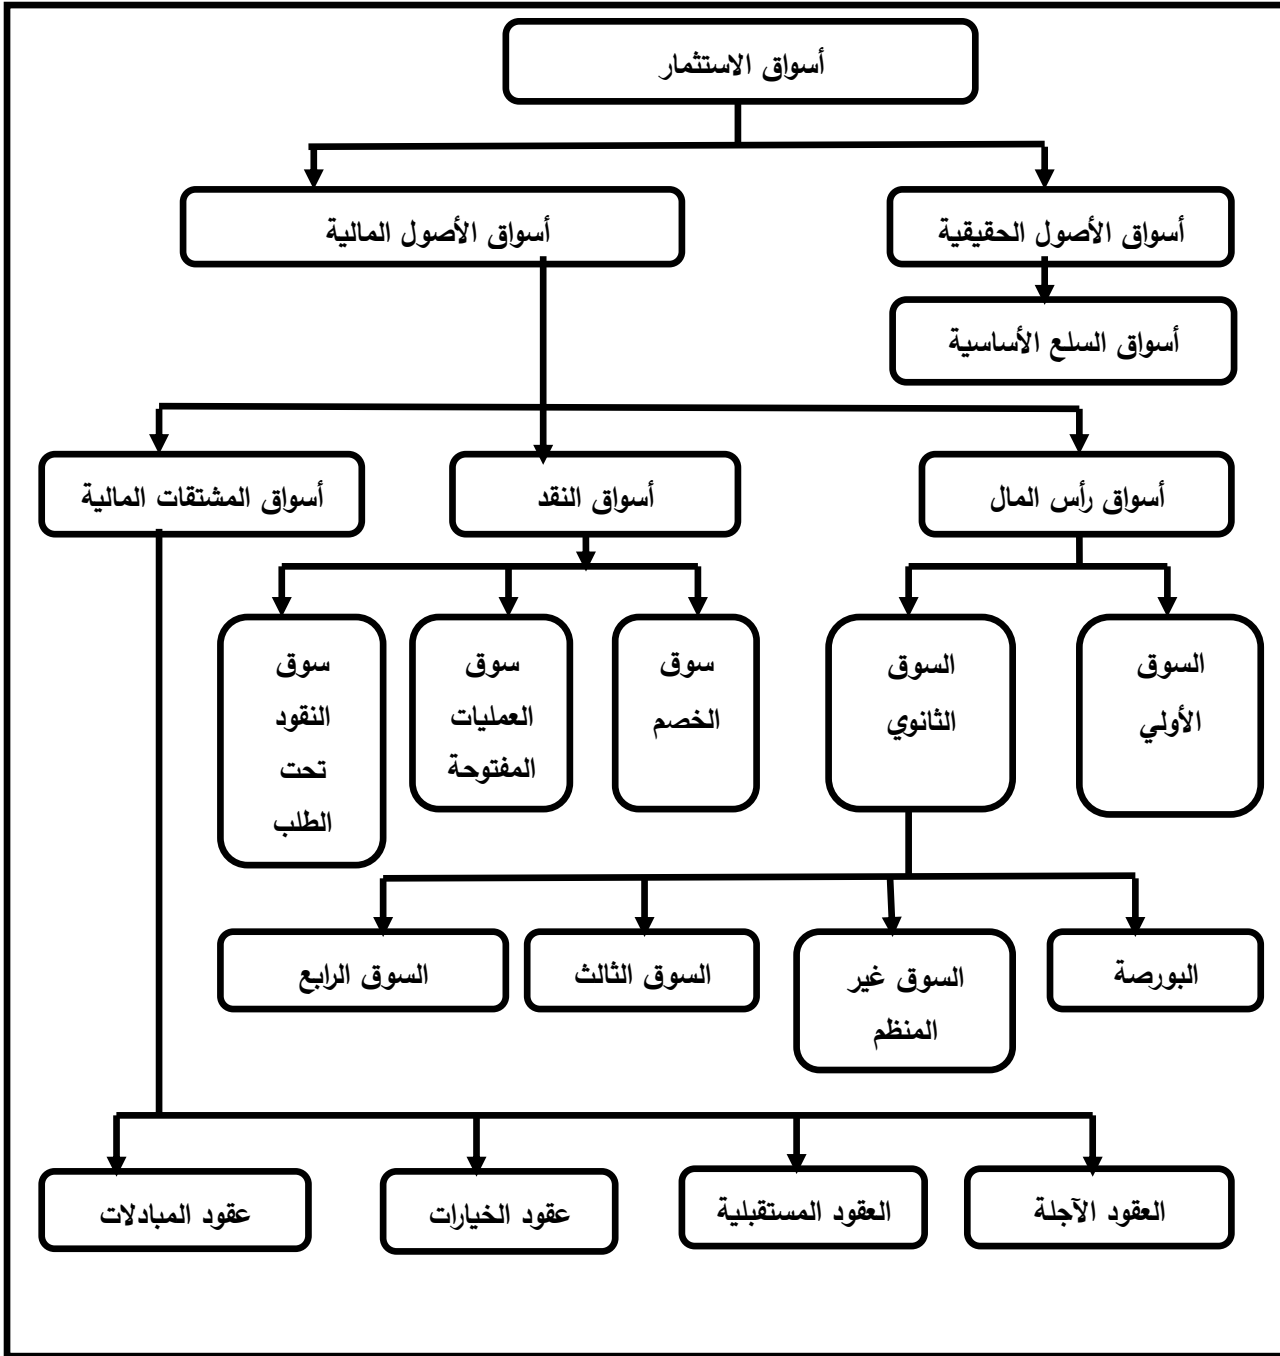 أسواق الاستثمار
أسواق الأصول الحقيقية
أسواق الأصول المالية
أسواق السلع الأساسية
أسواق رأس المال
أسواق النقد
أسواق المشتقات المالية
السوق
الأولي
السوق
الثانوي
سوق
الخصم
سوق
العمليات
المفتوحة
سوق
النقود
تحت
الطلب
البورصة
السوق غير
المنظم
السوق الثالث
السوق الرابع
العقود الآجلة
العقود المستقبلية
عقود الخيارات
عقود المبادلات